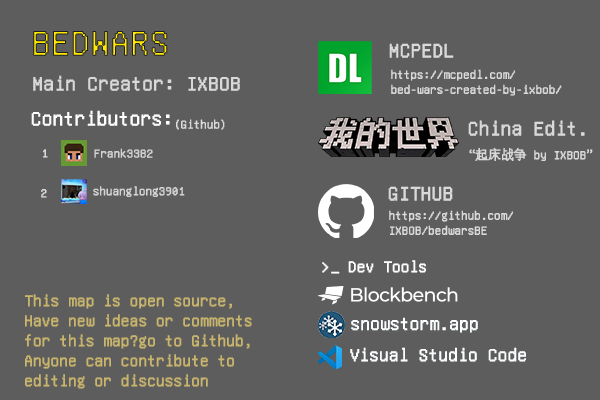 BEDWARS
Main Creator: IXBOB
Contributors:(Github)
1 Frank3382
2 shuanglong3901
This map is open source,
Have new ideas or comments
for this map?go to Github,
Anyone can contribute to
editing or discussion
DL
MCPEDL
https://mcpedl.com/
bed-wars-created-by-ixbob/
我的世界
China Edit.
“起床战争 by IXBOB”
GITHUB
https://github.com/
IXBOB/bedwarsBE
>_ Dev Tools
Blockbench
snowstorm.app
Visual Studio Code